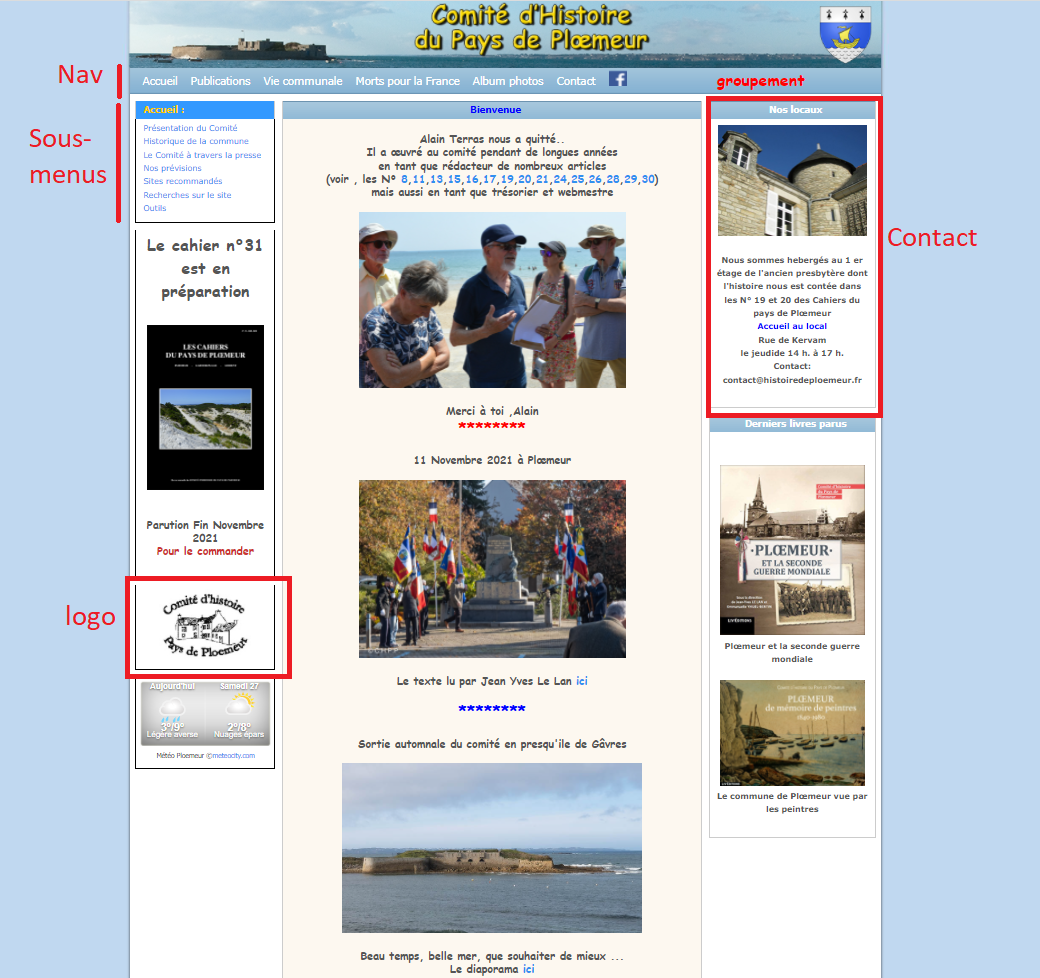 Comité d'Histoire
du Pays de Plœmeur
Nav
Accueil Publications Vie communale Morts pour la France Album photos Contact
groupement
Accueil :
Présentation du Comité
Historique de la commune
Le Comité à travers la presse
Nos prévisions
Sites recommandés
Recherches sur le site
Outils
Sous-
menus
Le cahier n°31
est en
préparation
LES CAHIERS
DU PAYS DE PLŒMEUR
Parution Fin Novembre
2021
Pour le commander
logo
Comité d'histoire
Pays de Ploemeur
Aujourd'hui Samedi 27
3°/9° 2°/8°
Légère averse Nuages épars
Météo Ploemeur ©meteocity.com
Bienvenue
Alain Terras nous a quitté..
Il a œuvré au comité pendant de longues années
en tant que rédacteur de nombreux articles
(voir , les N° 8,11,13,15,16,17,19,20,21,24,25,26,28,29,30)
mais aussi en tant que trésorier et webmestre
Merci à toi ,Alain
********
11 Novembre 2021 à Plœmeur
CCHPP
Le texte lu par Jean Yves Le Lan ici
********
Sortie automnale du comité en presqu'ile de Gâvres
Beau temps, belle mer, que souhaiter de mieux ...
Le diaporama ici
Nos locaux
Contact
Nous sommes hebergés au 1 er
étage de l'ancien presbytère dont
l'histoire nous est contée dans
les N° 19 et 20 des Cahiers du
pays de Plœmeur
Accueil au local
Rue de Kervam
le jeudide 14 h. à 17 h.
Contact:
contact@histoiredeploemeur.fr
Derniers livres parus
Comité d'histoire
du Pays de
Plœmeur
·PLŒMEUR·
ET LA SECONDE
GUERRE MONDIALE
Plœmeur et la seconde guerre
mondiale
PLŒMEUR
de mémoire de peintres
Le commune de Plœmeur vue par
les peintres